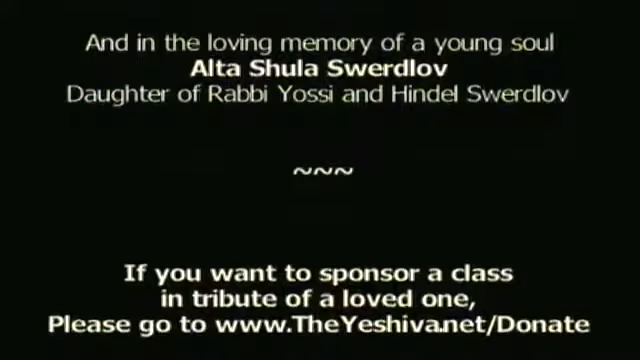 And in the loving memory of a young soul
Alta Shula Swerdlov
Daughter of Rabbi Yossi and Hindel Swerdlov
~~~
If you want to sponsor a class
in tribute of a loved one,
Please go to www.TheYeshiva.net/Donate